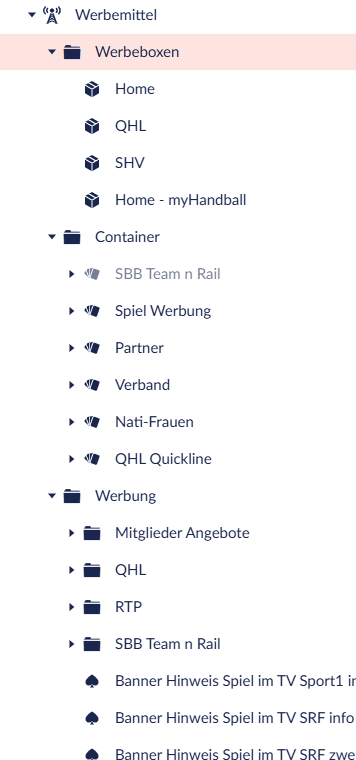 Werbemittel
Werbeboxen
Home
QHL
SHV
Home - myHandball
Container
SBB Team n Rail
Spiel Werbung
Partner
Verband
Nati-Frauen
QHL Quickline
Werbung
Mitglieder Angebote
QHL
RTP
SBB Team n Rail
Banner Hinweis Spiel im TV Sport1 i
Banner Hinweis Spiel im TV SRF info
Banner Hinweis Spiel im TV SRF zwe